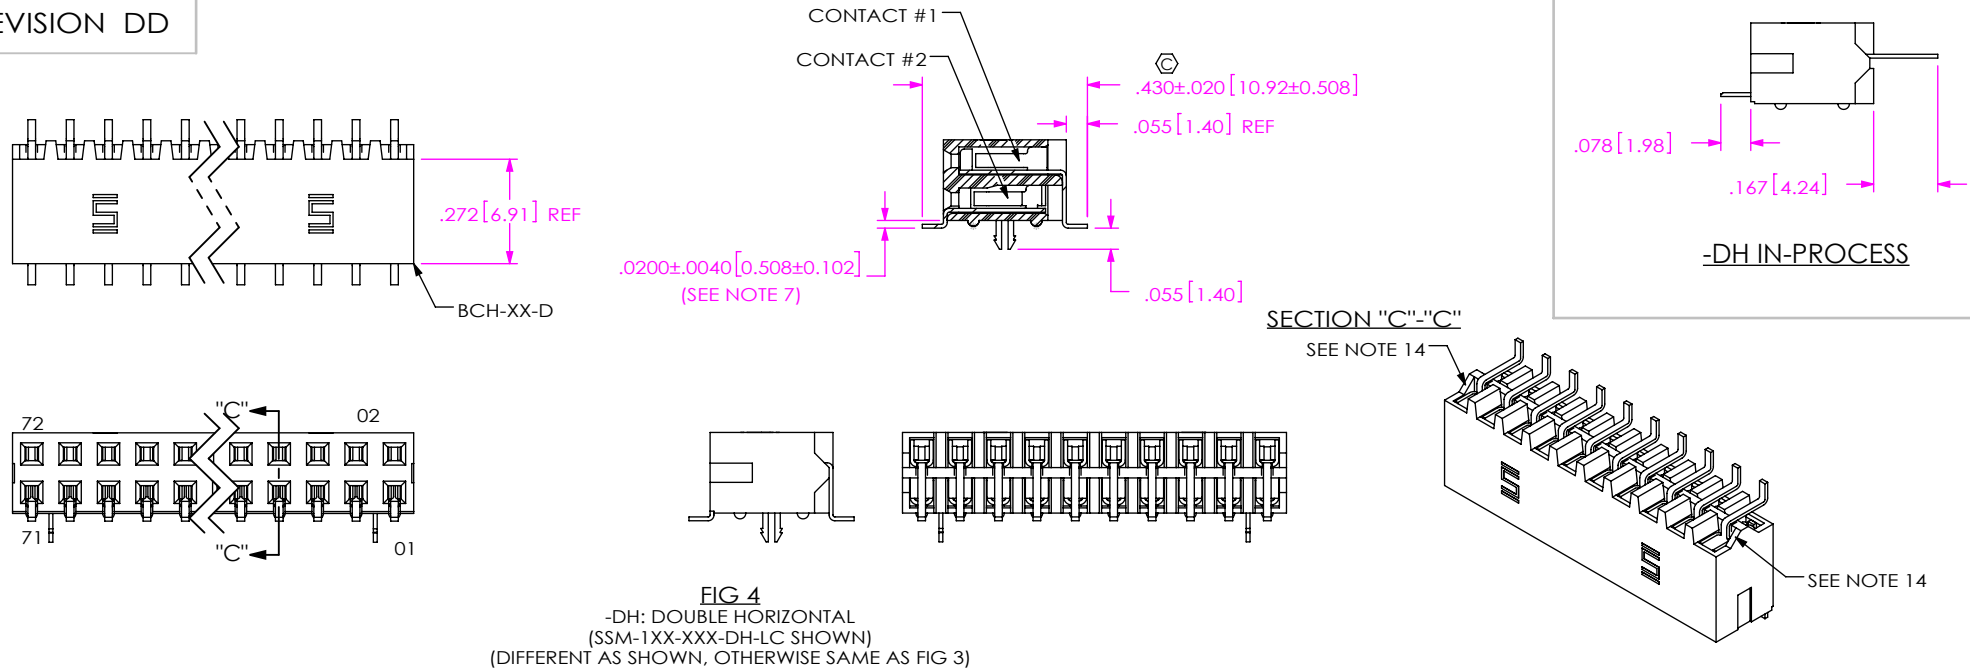 EVISION DD
CONTACT #1
CONTACT #2
C
.430±.020 [10.92±0.508]
.055 [1.40] REF
.272 [6.91] REF
.0200±.0040 [0.508±0.102]
(SEE NOTE 7)
.055 [1.40]
BCH-XX-D
.078 [1.98]
.167 [4.24]
-DH IN-PROCESS
SECTION "C"-"C"
SEE NOTE 14
72
"C"
02
71
"C"
01
SEE NOTE 14
FIG 4
-DH: DOUBLE HORIZONTAL
(SSM-1XX-XXX-DH-LC SHOWN)
(DIFFERENT AS SHOWN, OTHERWISE SAME AS FIG 3)